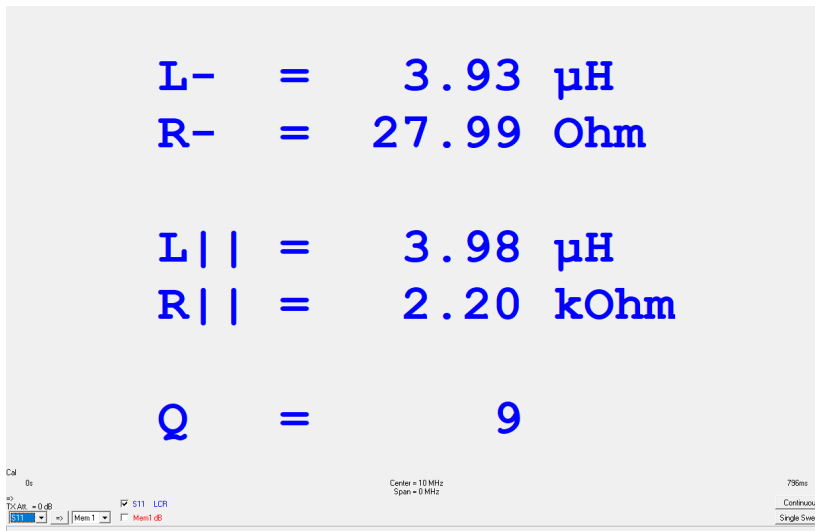 L- = 3.93 µH
R- = 27.99 Ohm
L|| = 3.98 µH
R|| = 2.20 kOhm
Q = 9
Cal
0s
Center = 10 MHz
Span = 0 MHz
796ms
=>
TX Att. = 0 dB
S11 LCR
Continuou
S11 => Mem 1
Mem1 dB
Single Swe